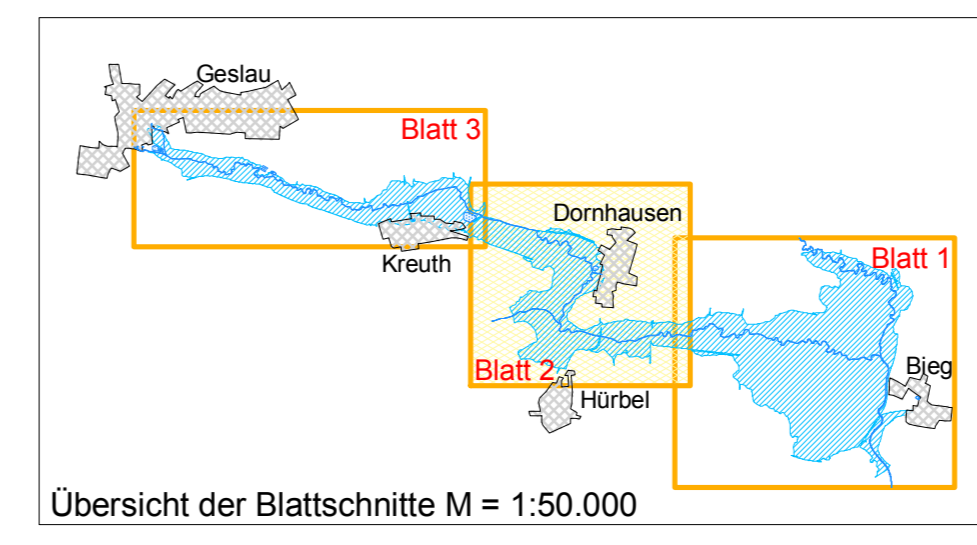 Geslau
Blatt 3
Dornhausen
Kreuth
Blatt 1
Blatt 2
Bieg
Hürbel
Übersicht der Blattschnitte M = 1:50.000